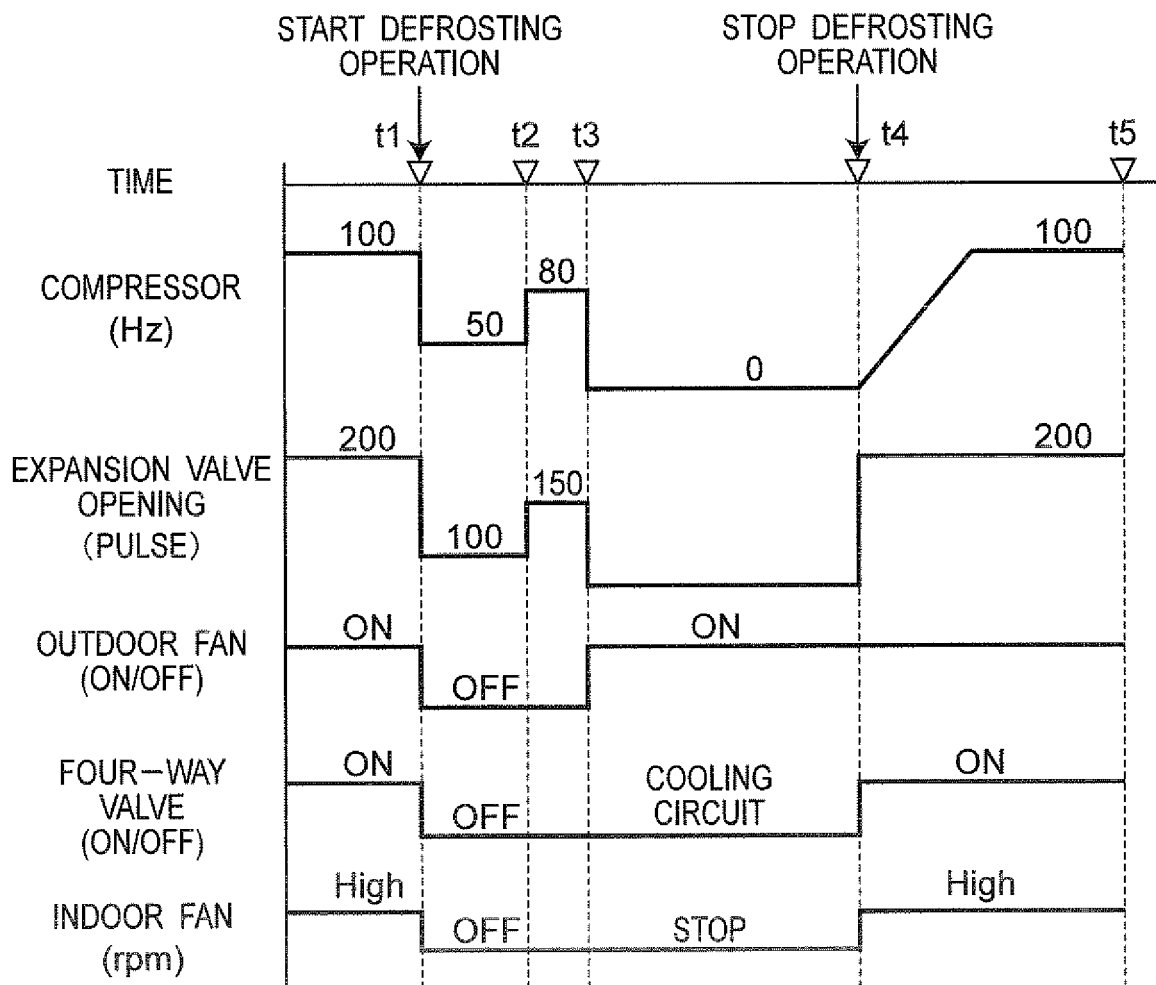 START DEFROSTING
OPERATION
STOP DEFROSTING
OPERATION
t1
t2
t3
t4
t5
TIME
100
80
50
0
100
COMPRESSOR
(Hz)
200
150
100
200
EXPANSION VALVE
OPENING
(PULSE)
ON
OFF
ON
OUTDOOR FAN
(ON/OFF)
ON
OFF
COOLING
CIRCUIT
ON
FOUR-WAY
VALVE
(ON/OFF)
High
OFF
STOP
High
INDOOR FAN
(rpm)